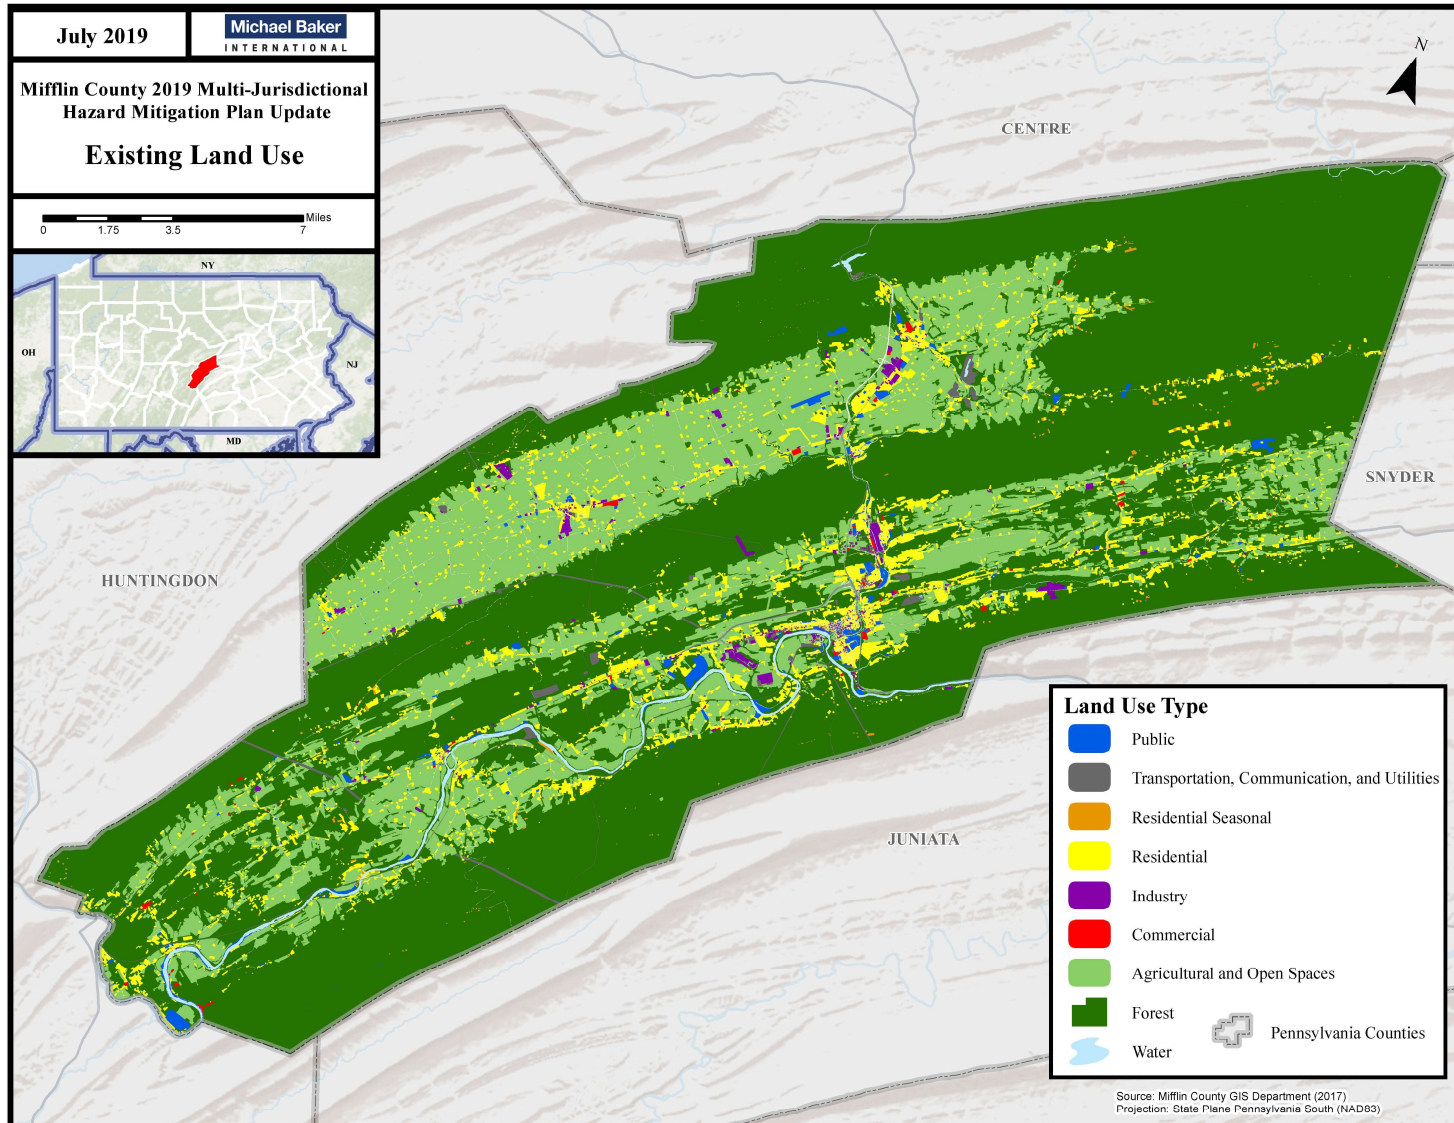 July 2019
Michael Baker
INTERNATIONAL
Mifflin County 2019 Multi-Jurisdictional
Hazard Mitigation Plan Update
Existing Land Use
Miles
0 1.75 3.5 7
NY
OH
NJ
MD
N
CENTRE
SNYDER
HUNTINGDON
JUNIATA
Land Use Type
Public
Transportation, Communication, and Utilities
Residential Seasonal
Residential
Industry
Commercial
Agricultural and Open Spaces
Forest
Pennsylvania Counties
Water
Source: Mifflin County GIS Department (2017)
Projection: State Plane Pennsylvania South (NAD83)